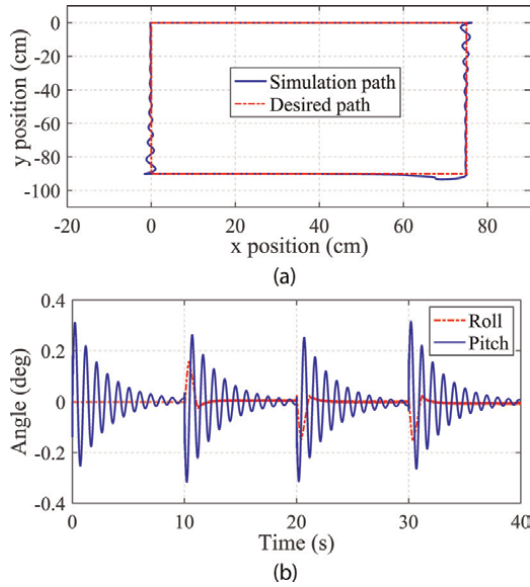 0
-20
-40
-60
-80
-100
y position (cm)
Simulation path
Desired path
-20 0 20 40 60 80
x position (cm)
(a)
0.4
0.2
0
-0.2
-0.4
Angle (deg)
Roll
Pitch
0 10 20 30 40
Time (s)
(b)